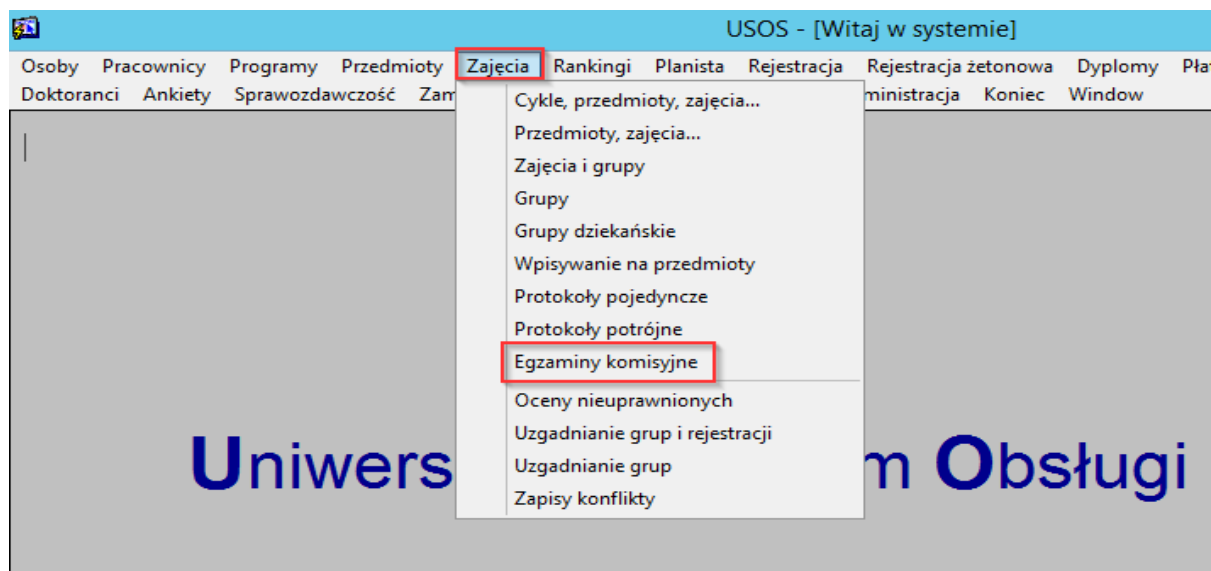 USOS - [Witaj w systemie]
Osoby Pracownicy Programy Przedmioty Zajęcia Rankingi Planista Rejestracja Rejestracja żetonowa Dyplomy
Doktoranci Ankiety Sprawozdawczość Koniec Window
Cykle, przedmioty, zajęcia...
Przedmioty, zajęcia...
Zajęcia i grupy
Grupy
Grupy dziekańskie
Wpisywanie na przedmioty
Protokoły pojedyncze
Protokoły potrójne
Egzaminy komisyjne
Oceny nieuprawnionych
Uzgadnianie grup i rejestracji
Uzgadnianie grup
Zapisy konflikty
Uniwers m Obsługi